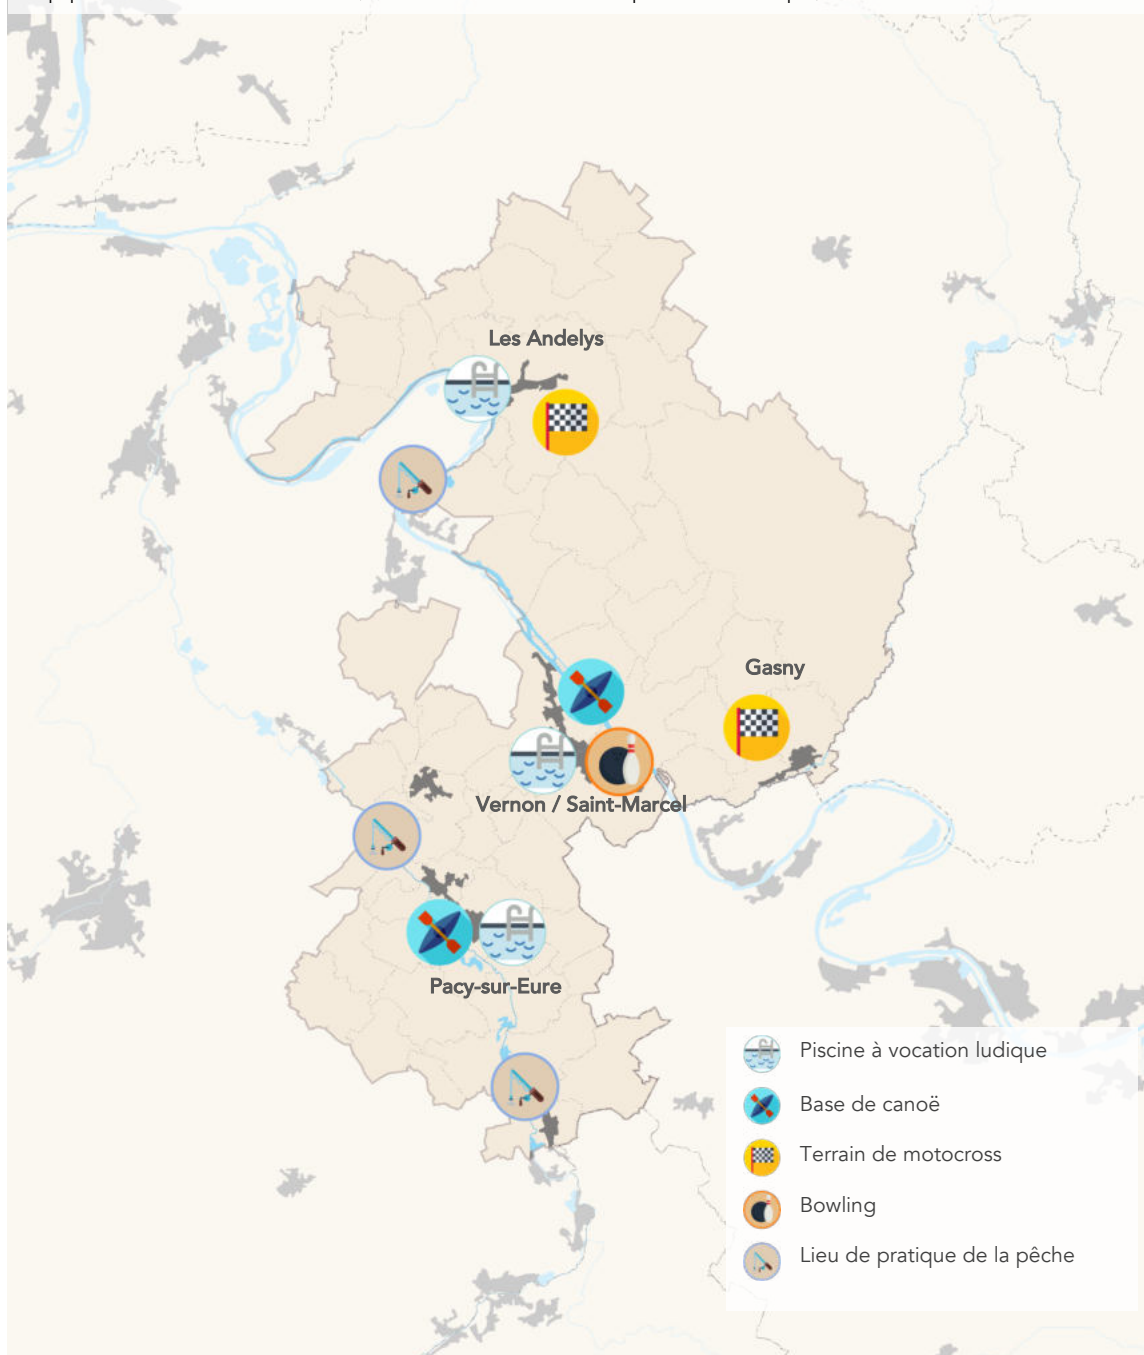 Les Andelys
Gasny
Vernon / Saint-Marcel
Pacy-sur-Eure
Piscine à vocation ludique
Base de canoë
Terrain de motocross
Bowling
Lieu de pratique de la pêche